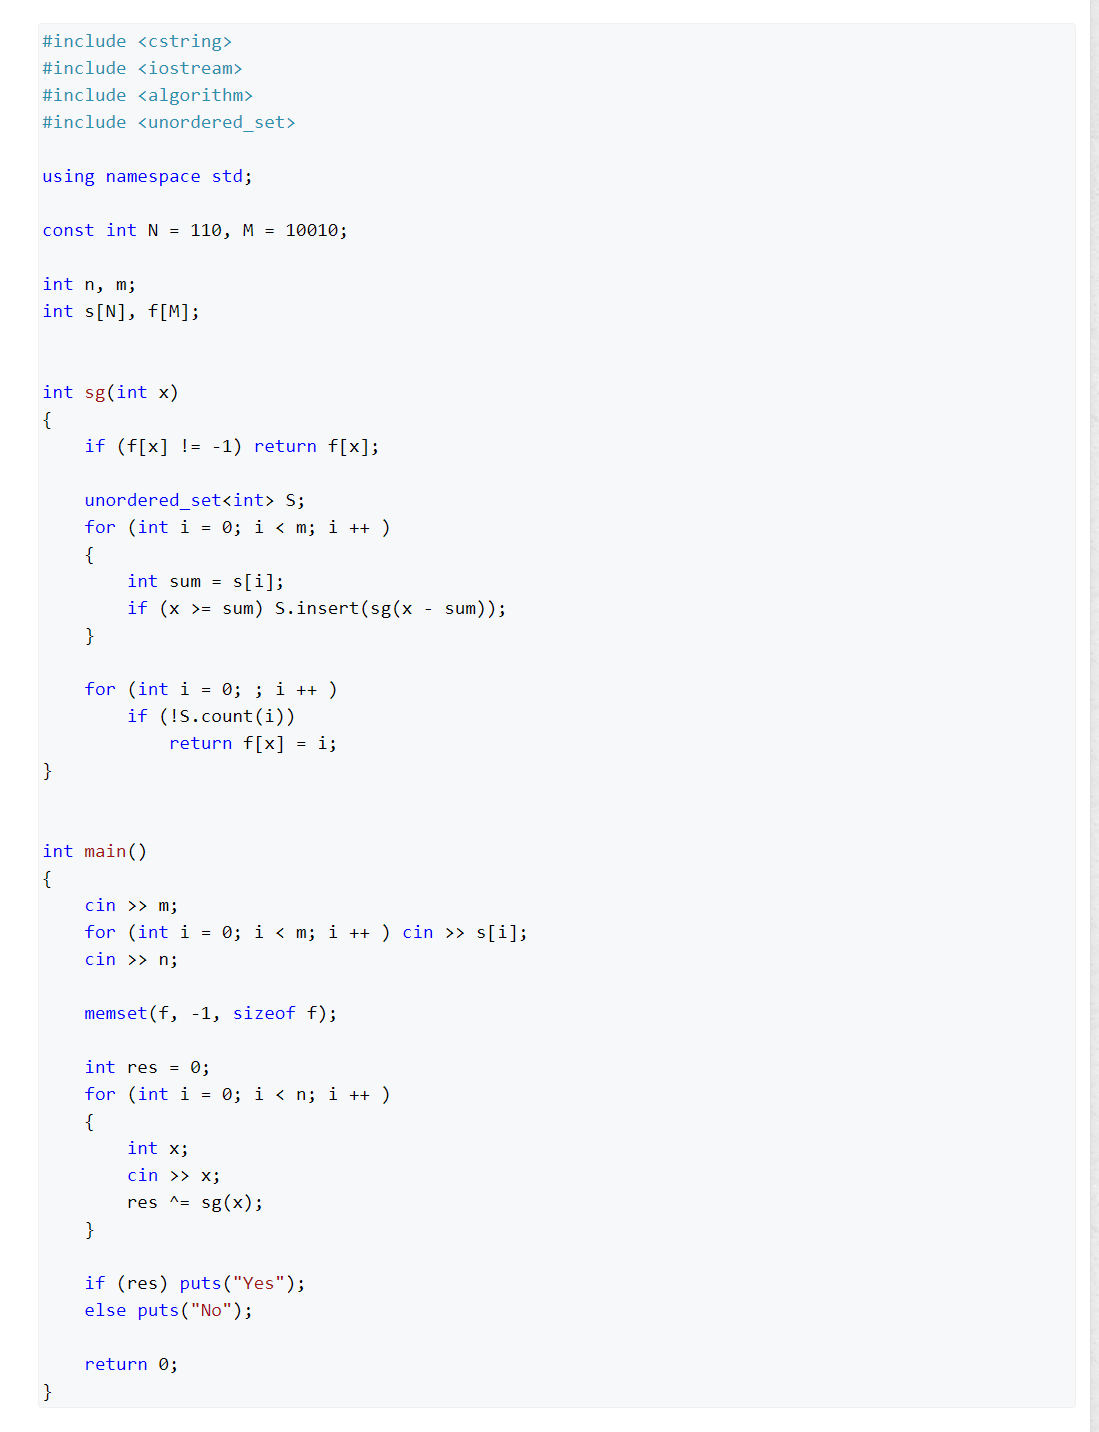 #include <cstring>
#include <iostream>
#include <algorithm>
#include <unordered_set>

using namespace std;

const int N = 110, M = 10010;

int n, m;
int s[N], f[M];


int sg(int x)
{
    if (f[x] != -1) return f[x];

    unordered_set<int> S;
    for (int i = 0; i < m; i ++ )
    {
        int sum = s[i];
        if (x >= sum) S.insert(sg(x - sum));
    }

    for (int i = 0; ; i ++ )
        if (!S.count(i))
            return f[x] = i;
}


int main()
{
    cin >> m;
    for (int i = 0; i < m; i ++ ) cin >> s[i];
    cin >> n;

    memset(f, -1, sizeof f);

    int res = 0;
    for (int i = 0; i < n; i ++ )
    {
        int x;
        cin >> x;
        res ^= sg(x);
    }

    if (res) puts("Yes");
    else puts("No");

    return 0;
}